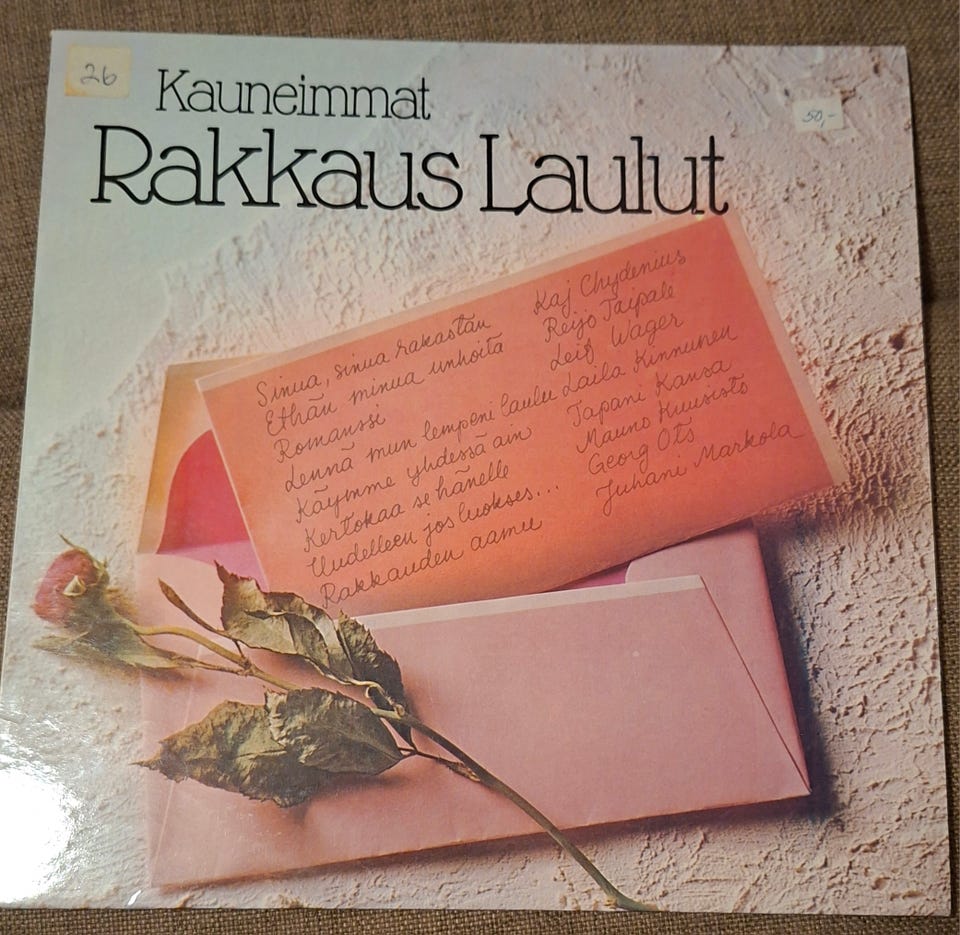 26
Kauneimmat
50,-
Rakkaus Laulut
Sinua, sinua rakastan Kaj Chydenius
Ethän minua unhoita Reijo Taipale
Romanssi Leif Wager
Lennä mun lempeni laulu Laila Kinnunen
Käymme yhdessä ain Tapani Kansa
Kertokaa se hänelle Mauno Kuusisto
Uudelleen jos luokses... Georg Ots
Rakkauden aamu Juhani Markola